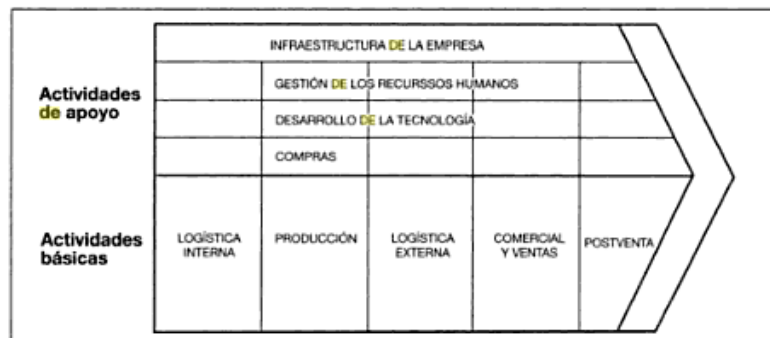 INFRAESTRUCTURA DE LA EMPRESA
Actividades
de apoyo
GESTIÓN DE LOS RECURSSOS HUMANOS
DESARROLLO DE LA TECNOLOGÍA
COMPRAS
Actividades
básicas
LOGÍSTICA
INTERNA
PRODUCCIÓN
LOGÍSTICA
EXTERNA
COMERCIAL
Y VENTAS
POSTVENTA